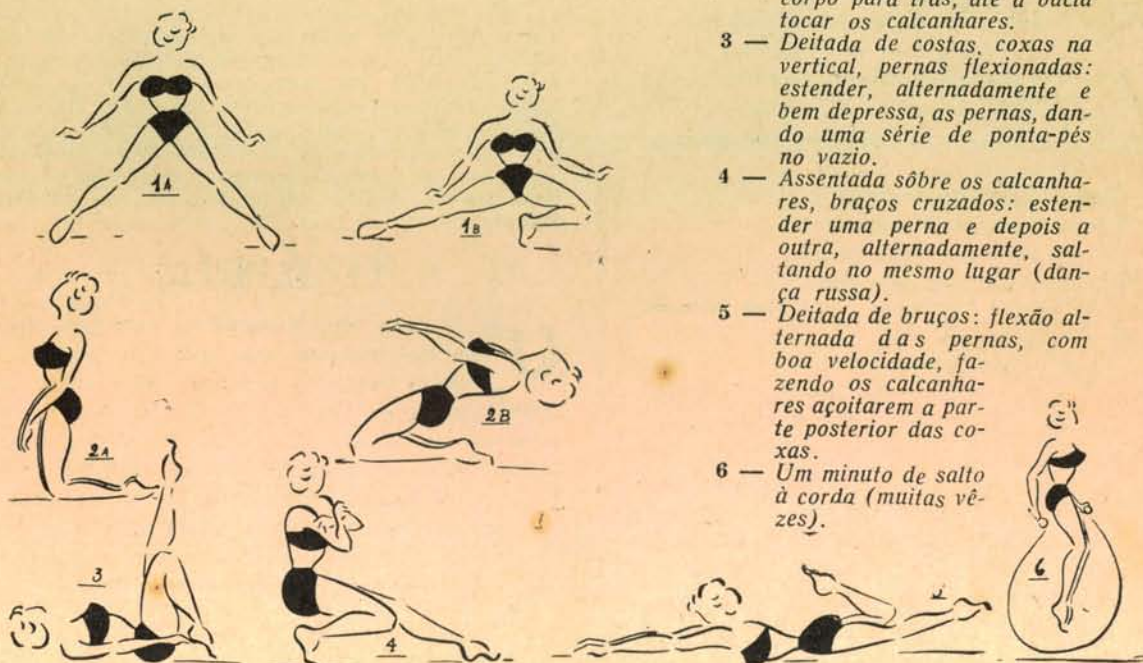 corpo para trás, até a bacia
tocar os calcanhares.
3 — Deitada de costas, coxas na
vertical, pernas flexionadas:
estender, alternadamente e
bem depressa, as pernas, dan-
do uma série de ponta-pés
no vazio.
4 — Assentada sôbre os calcanha-
res, braços cruzados: esten-
der uma perna e depois a
outra, alternadamente, sal-
tando no mesmo lugar (dan-
ça russa).
5 — Deitada de bruços: flexão al-
ternada das pernas, com
boa velocidade, fa-
zendo os calcanha-
res açoitarem a par-
te posterior das co-
xas.
6 — Um minuto de salto
à corda (muitas vê-
zes).
1A
1B
2A
2B
3
4
6